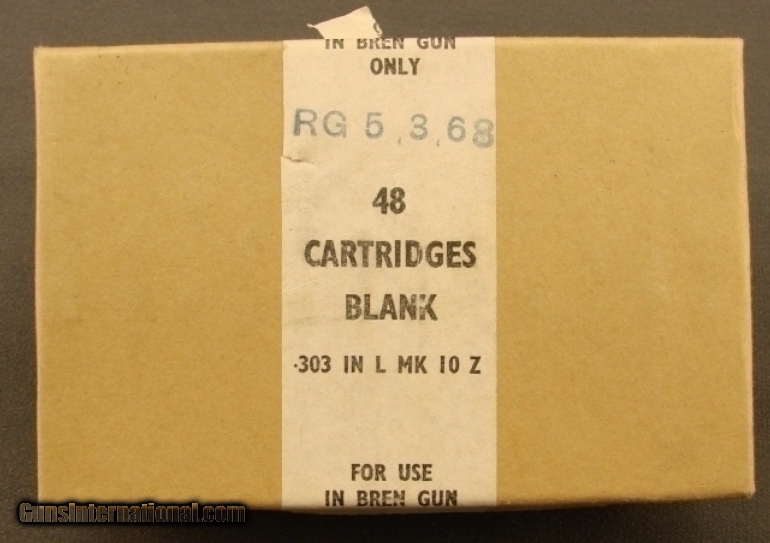 IN BREN GUN
ONLY
RG 5.3.68
48
CARTRIDGES
BLANK
.303 IN L MK 10 Z
FOR USE
IN BREN GUN
GunsInternational.com